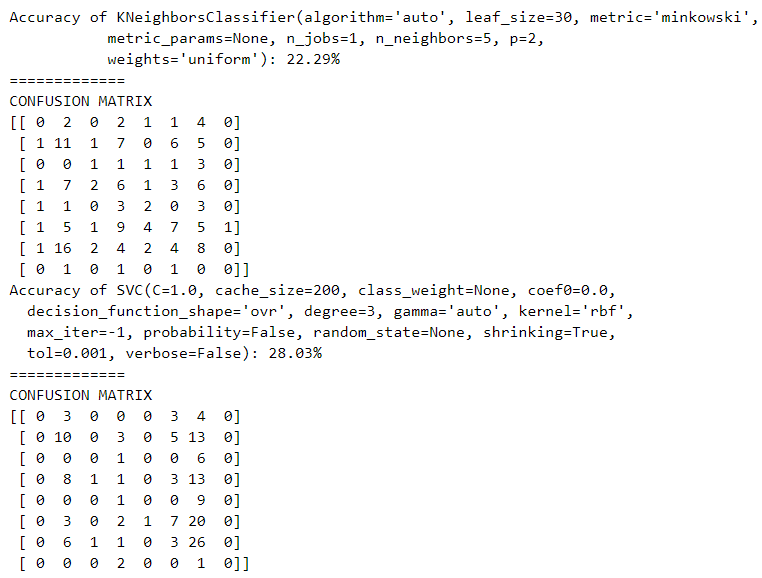 Accuracy of KNeighborsClassifier(algorithm='auto', leaf_size=30, metric='minkowski',
           metric_params=None, n_jobs=1, n_neighbors=5, p=2,
           weights='uniform'): 22.29%
=============
CONFUSION MATRIX
[[ 0  2  0  2  1  1  4  0]
 [ 1 11  1  7  0  6  5  0]
 [ 0  0  1  1  1  1  3  0]
 [ 1  7  2  6  1  3  6  0]
 [ 1  1  0  3  2  0  3  0]
 [ 1  5  1  9  4  7  5  1]
 [ 1 16  2  4  2  4  8  0]
 [ 0  1  0  1  0  1  0  0]]
Accuracy of SVC(C=1.0, cache_size=200, class_weight=None, coef0=0.0,
  decision_function_shape='ovr', degree=3, gamma='auto', kernel='rbf',
  max_iter=-1, probability=False, random_state=None, shrinking=True,
  tol=0.001, verbose=False): 28.03%
=============
CONFUSION MATRIX
[[ 0  3  0  0  0  3  4  0]
 [ 0 10  0  3  0  5 13  0]
 [ 0  0  0  1  0  0  6  0]
 [ 0  8  1  1  0  3 13  0]
 [ 0  0  0  1  0  0  9  0]
 [ 0  3  0  2  1  7 20  0]
 [ 0  6  1  1  0  3 26  0]
 [ 0  0  0  2  0  0  1  0]]